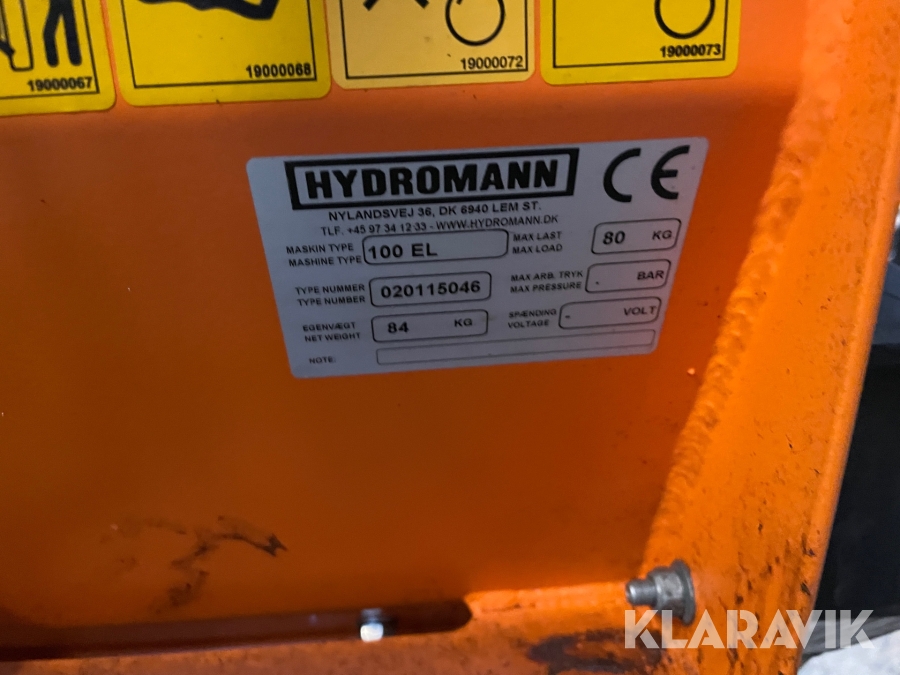 19000067
19000068
19000072
19000073
HYDROMANN CE
NYLANDSVEJ 36, DK 6940 LEM ST.
TLF. +45 97 34 12 33 - WWW.HYDROMANN.DK
MASKIN TYPE
MASHINE TYPE
100 EL
MAX LAST
MAX LOAD
80 KG
TYPE NUMMER
TYPE NUMBER
020115046
MAX ARB. TRYK
MAX PRESSURE
- BAR
EGENVÆGT
NET WEIGHT
84 KG
SPÆNDING
VOLTAGE
- VOLT
NOTE:
KLARAVIK